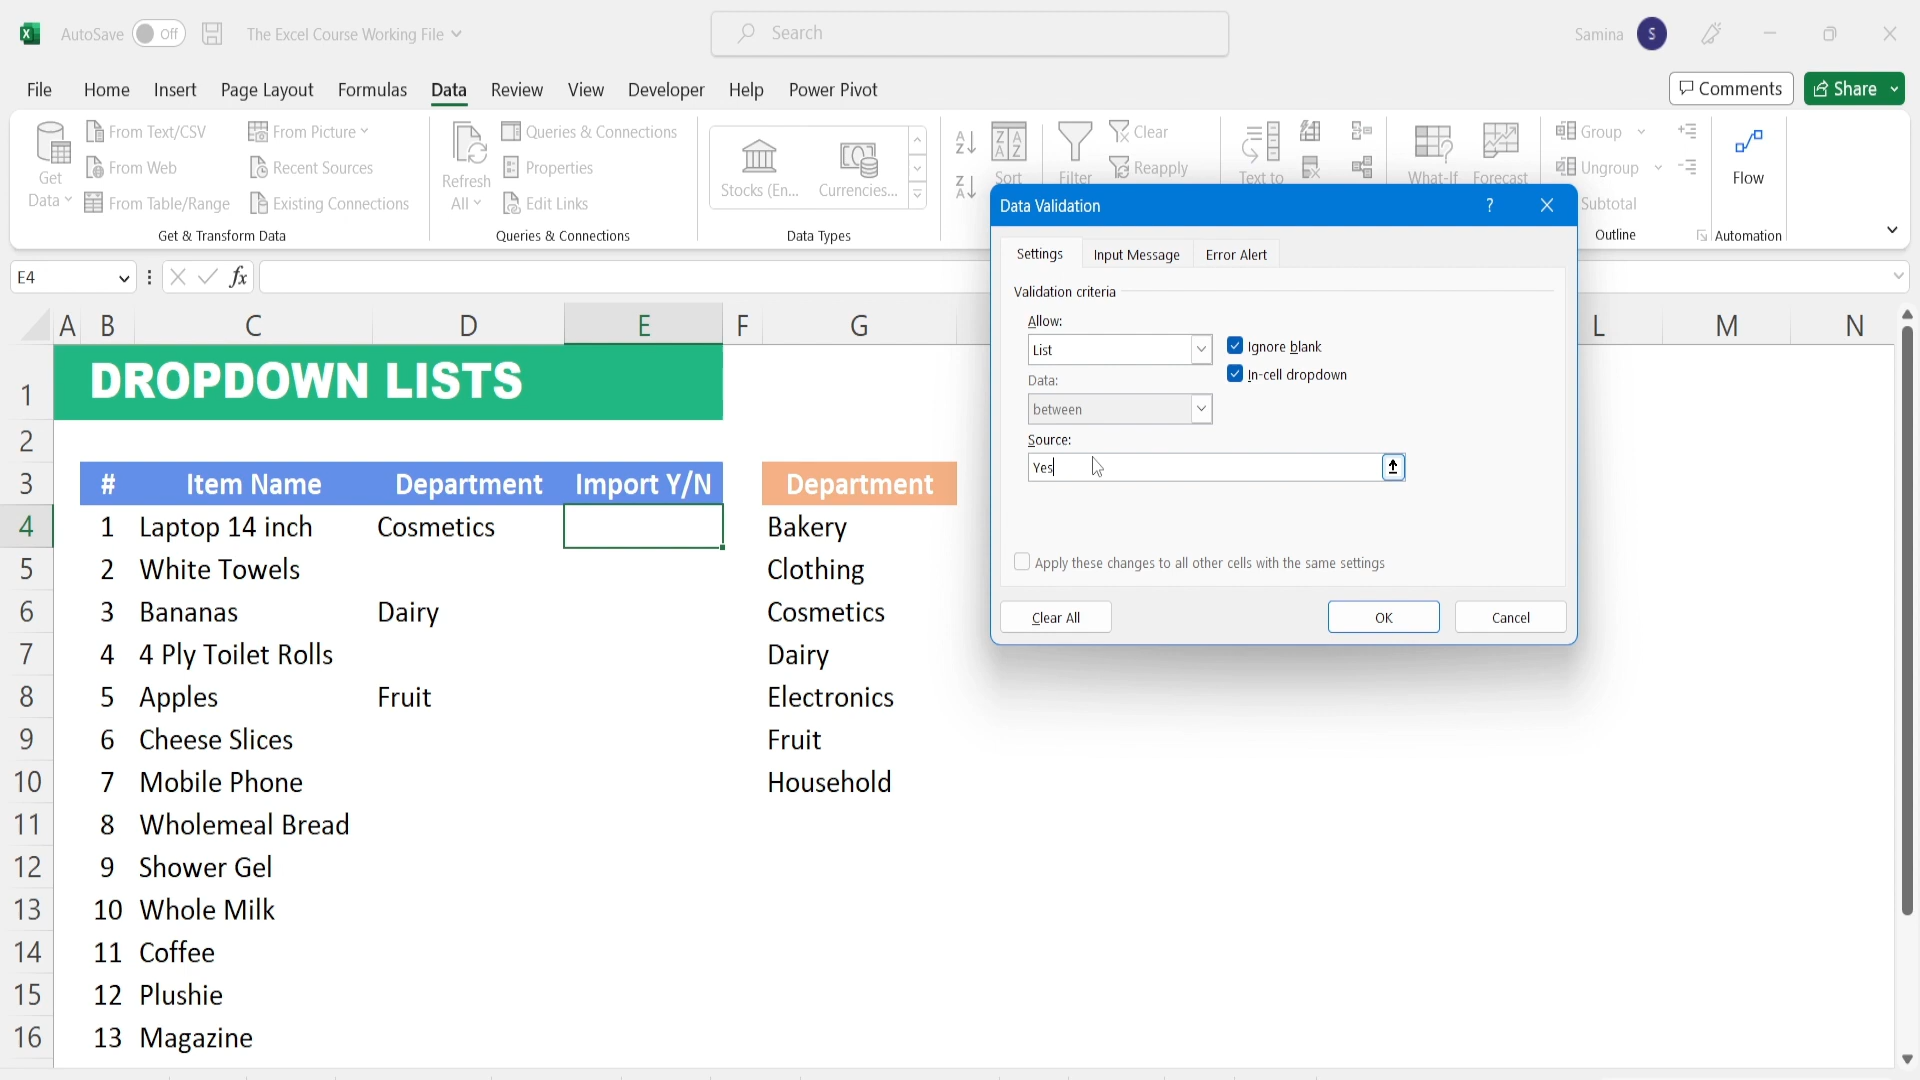 AutoSave Off The Excel Course Working File Search Samina S
File Home Insert Page Layout Formulas Data Review View Developer Help Power Pivot Comments Share
Get Data
From Text/CSV
From Web
From Table/Range
From Picture
Recent Sources
Existing Connections
Get & Transform Data
Refresh All
Queries & Connections
Properties
Edit Links
Queries & Connections
Stocks (En... Currencies...
Data Types
Sort
Filter
Clear
Reapply
Text to
What-If
Forecast
Group
Ungroup
Subtotal
Outline
Flow
Automation
E4 fx
A B C D E F G L M N
1 DROPDOWN LISTS
2
3 # Item Name Department Import Y/N Department
4 1 Laptop 14 inch Cosmetics Bakery
5 2 White Towels Clothing
6 3 Bananas Dairy Cosmetics
7 4 4 Ply Toilet Rolls Dairy
8 5 Apples Fruit Electronics
9 6 Cheese Slices Fruit
10 7 Mobile Phone Household
11 8 Wholemeal Bread
12 9 Shower Gel
13 10 Whole Milk
14 11 Coffee
15 12 Plushie
16 13 Magazine
Data Validation ?
Settings Input Message Error Alert
Validation criteria
Allow:
List Ignore blank
In-cell dropdown
Data:
between
Source:
Yes
Apply these changes to all other cells with the same settings
Clear All OK Cancel